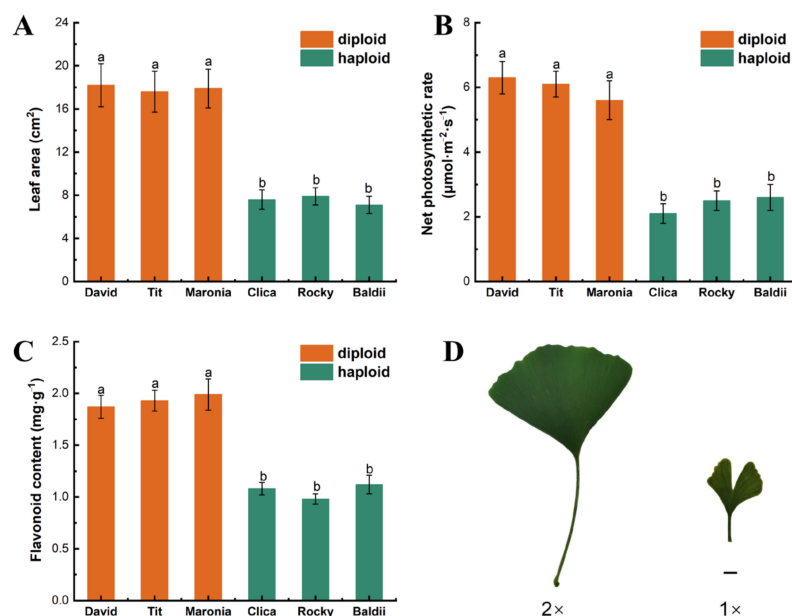 A
Leaf area (cm²)
24
20
16
12
8
4
0
diploid
haploid
a
a
a
b
b
b
David Tit Maronia Clica Rocky Baldii
B
Net photosynthetic rate
(μmol·m⁻²·s⁻¹)
8
6
4
2
0
diploid
haploid
a
a
a
b
b
b
David Tit Maronia Clica Rocky Baldii
C
Flavonoid content (mg·g⁻¹)
2.5
2.0
1.5
1.0
0.5
0.0
diploid
haploid
a
a
a
b
b
b
David Tit Maronia Clica Rocky Baldii
D
2× 1×